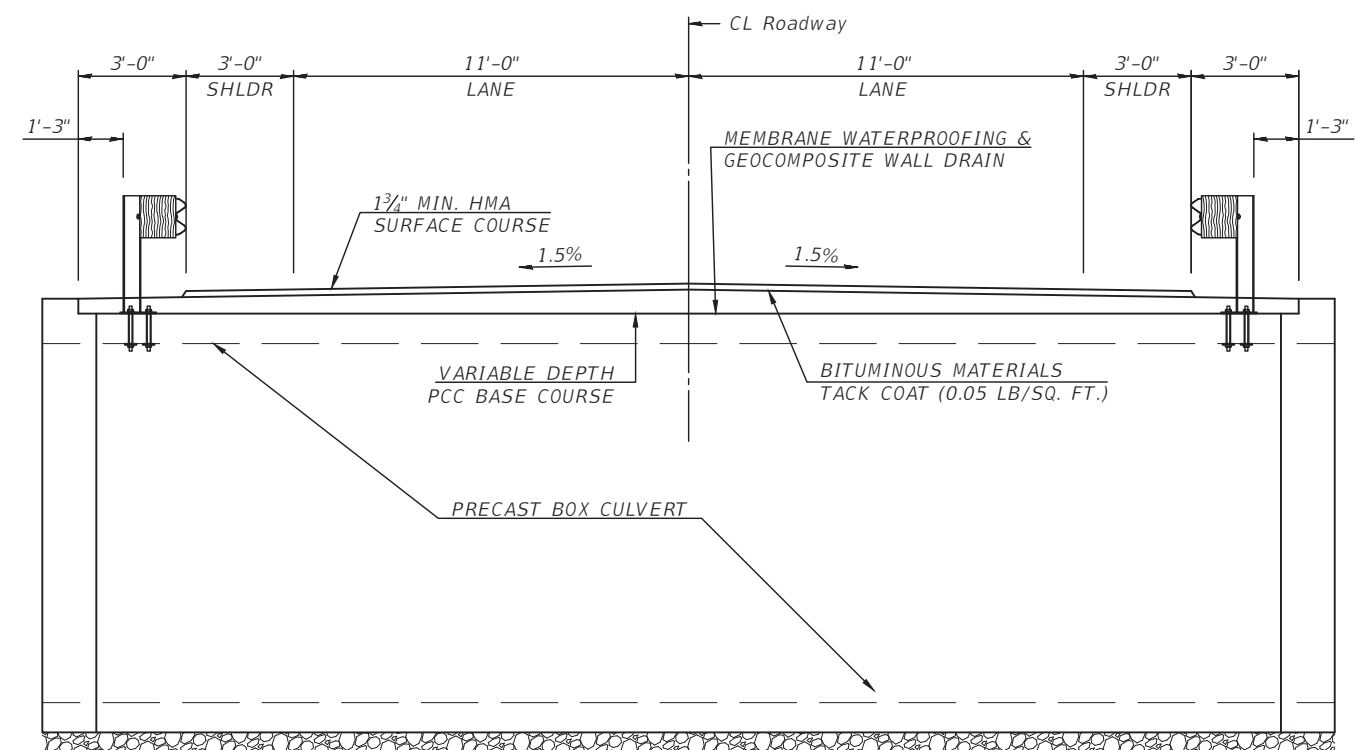 CL Roadway
3'-0"
3'-0"
11'-0"
11'-0"
3'-0"
3'-0"
SHLDR
LANE
LANE
SHLDR
1'-3"
1'-3"
MEMBRANE WATERPROOFING &
GEOCOMPOSITE WALL DRAIN
1¾" MIN. HMA
SURFACE COURSE
1.5%
1.5%
VARIABLE DEPTH
PCC BASE COURSE
BITUMINOUS MATERIALS
TACK COAT (0.05 LB/SQ. FT.)
PRECAST BOX CULVERT